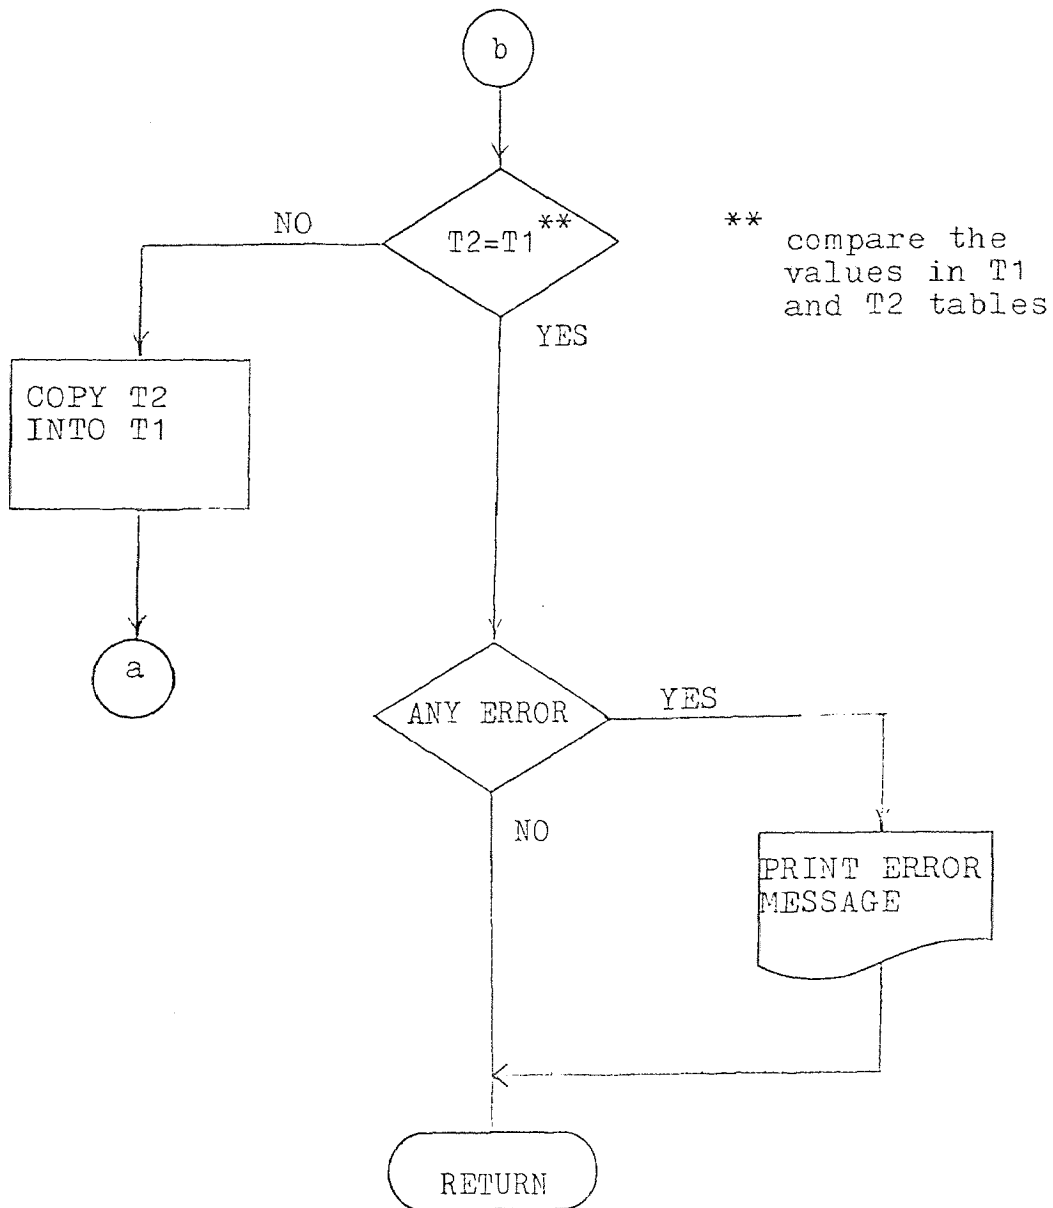 b
NO
T2=T1**
** compare the
values in T1
and T2 tables
YES
COPY T2
INTO T1
a
ANY ERROR
YES
NO
PRINT ERROR
MESSAGE
RETURN